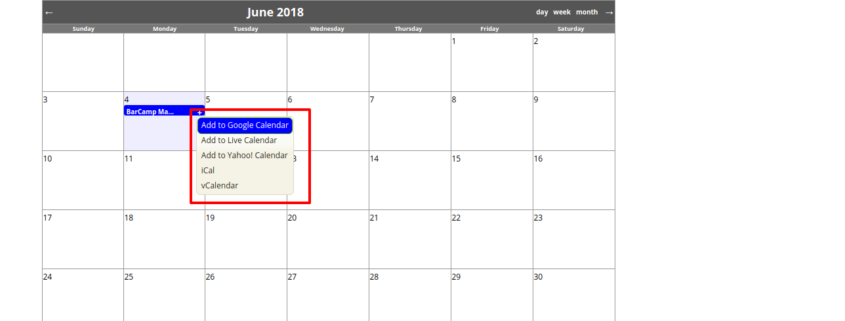 ← June 2018 day week month →
Sunday Monday Tuesday Wednesday Thursday Friday Saturday
1 2
3 4 5 6 7 8 9
BarCamp Ma... +
Add to Google Calendar
Add to Live Calendar
Add to Yahoo! Calendar
iCal
vCalendar
10 11 14 15 16
17 18 19 20 21 22 23
24 25 26 27 28 29 30